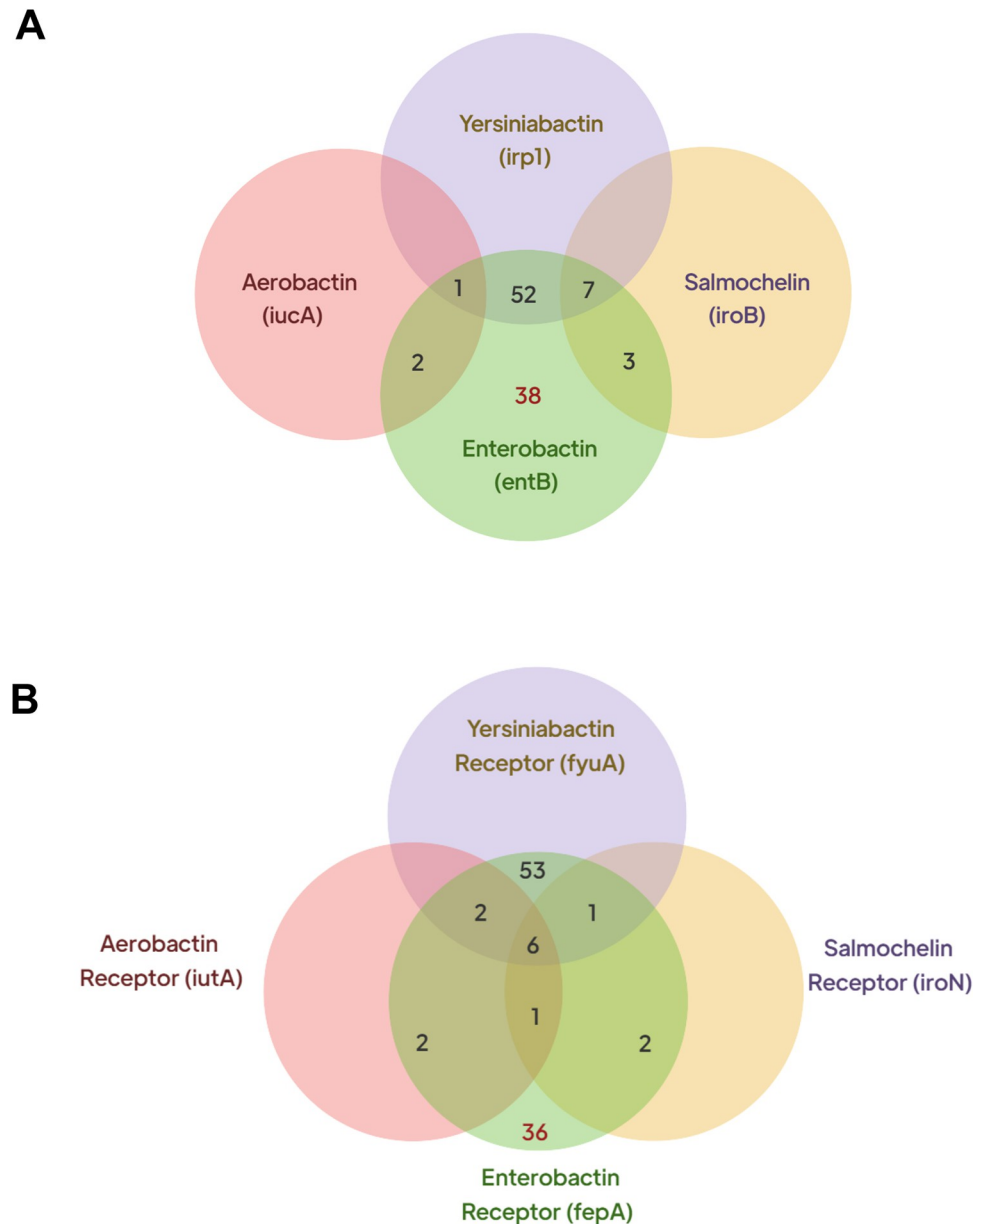 A
Yersiniabactin
(irp1)
Aerobactin
(iucA)
Salmochelin
(iroB)
1
52
7
2
3
38
Enterobactin
(entB)
B
Yersiniabactin
Receptor (fyuA)
53
2
1
6
Aerobactin
Receptor (iutA)
Salmochelin
Receptor (iroN)
1
2
2
36
Enterobactin
Receptor (fepA)